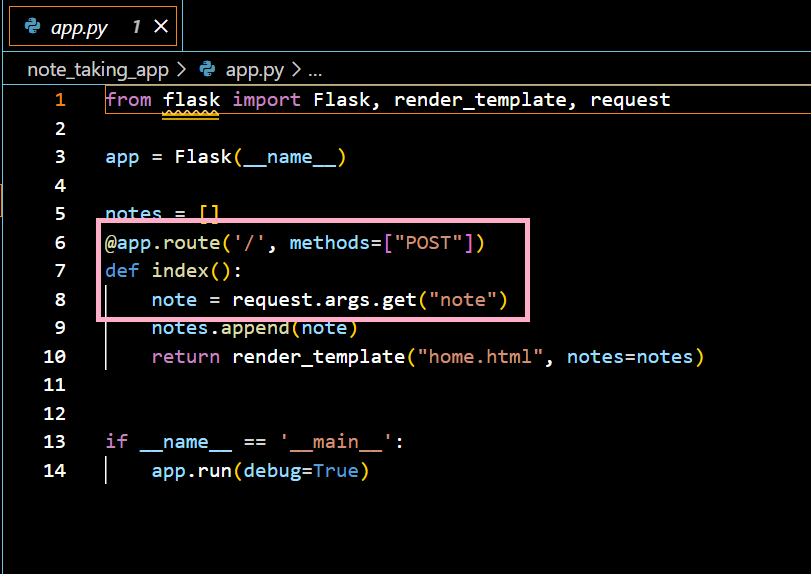 app.py 1 ×
note_taking_app > app.py > ...
1 from flask import Flask, render_template, request
2
3 app = Flask(__name__)
4
5 notes = []
6 @app.route('/', methods=["POST"])
7 def index():
8     note = request.args.get("note")
9     notes.append(note)
10     return render_template("home.html", notes=notes)
11
12
13 if __name__ == '__main__':
14     app.run(debug=True)